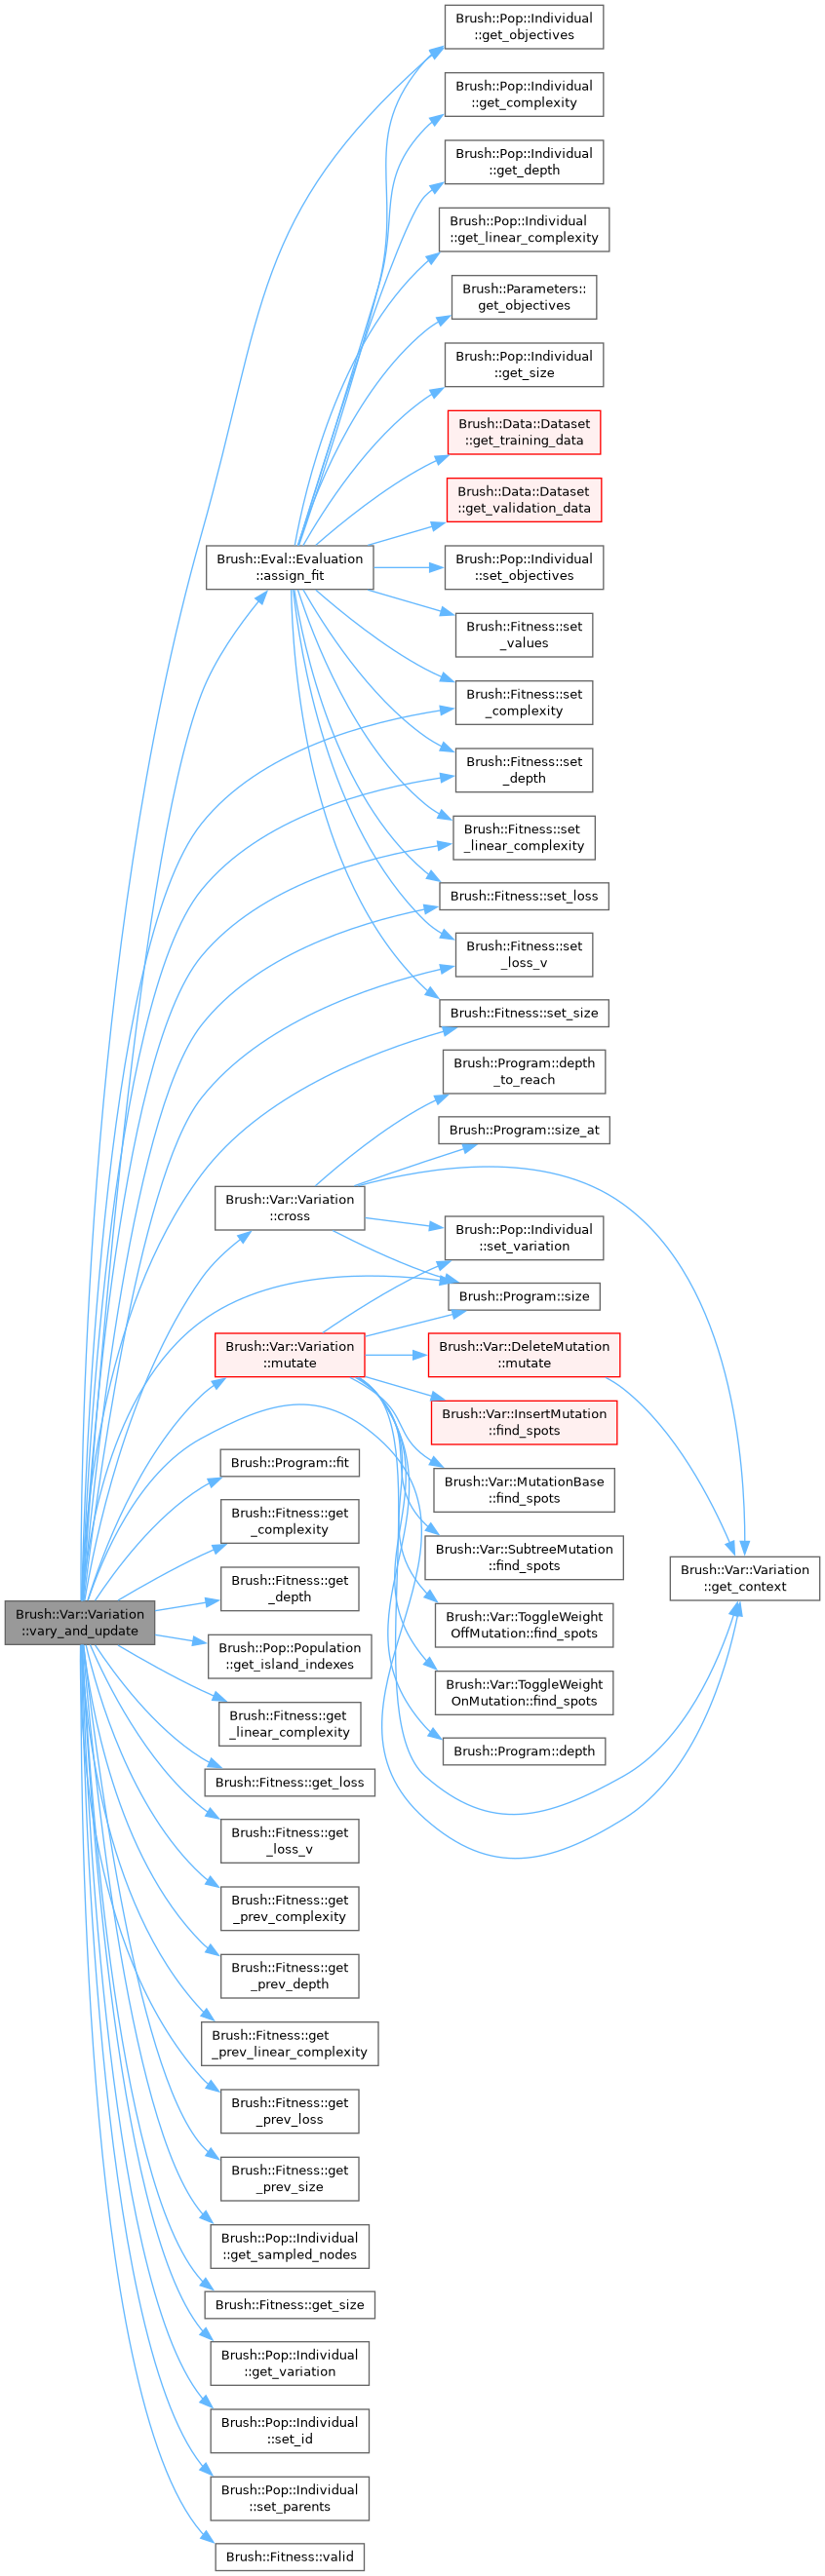 Brush::Pop::Individual
::get_objectives
Brush::Pop::Individual
::get_complexity
Brush::Pop::Individual
::get_depth
Brush::Pop::Individual
::get_linear_complexity
Brush::Parameters::
get_objectives
Brush::Pop::Individual
::get_size
Brush::Data::Dataset
::get_training_data
Brush::Data::Dataset
::get_validation_data
Brush::Eval::Evaluation
::assign_fit
Brush::Pop::Individual
::set_objectives
Brush::Fitness::set
_values
Brush::Fitness::set
_complexity
Brush::Fitness::set
_depth
Brush::Fitness::set
_linear_complexity
Brush::Fitness::set_loss
Brush::Fitness::set
_loss_v
Brush::Fitness::set_size
Brush::Program::depth
_to_reach
Brush::Program::size_at
Brush::Var::Variation
::cross
Brush::Pop::Individual
::set_variation
Brush::Program::size
Brush::Var::Variation
::mutate
Brush::Var::DeleteMutation
::mutate
Brush::Var::InsertMutation
::find_spots
Brush::Program::fit
Brush::Var::MutationBase
::find_spots
Brush::Fitness::get
_complexity
Brush::Var::SubtreeMutation
::find_spots
Brush::Var::Variation
::get_context
Brush::Fitness::get
_depth
Brush::Var::Variation
::vary_and_update
Brush::Var::ToggleWeight
OffMutation::find_spots
Brush::Pop::Population
::get_island_indexes
Brush::Var::ToggleWeight
OnMutation::find_spots
Brush::Fitness::get
_linear_complexity
Brush::Program::depth
Brush::Fitness::get_loss
Brush::Fitness::get
_loss_v
Brush::Fitness::get
_prev_complexity
Brush::Fitness::get
_prev_depth
Brush::Fitness::get
_prev_linear_complexity
Brush::Fitness::get
_prev_loss
Brush::Fitness::get
_prev_size
Brush::Pop::Individual
::get_sampled_nodes
Brush::Fitness::get_size
Brush::Pop::Individual
::get_variation
Brush::Pop::Individual
::set_id
Brush::Pop::Individual
::set_parents
Brush::Fitness::valid